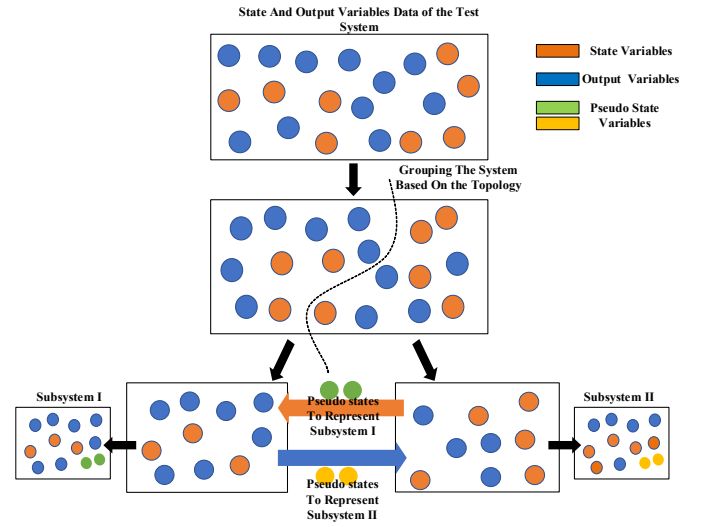 State And Output Variables Data of the Test
System
State Variables
Output Variables
Pseudo State
Variables
Grouping The System
Based On the Topology
Subsystem I
Pseudo states
To Represent
Subsystem I
Subsystem II
Pseudo states
To Represent
Subsystem II